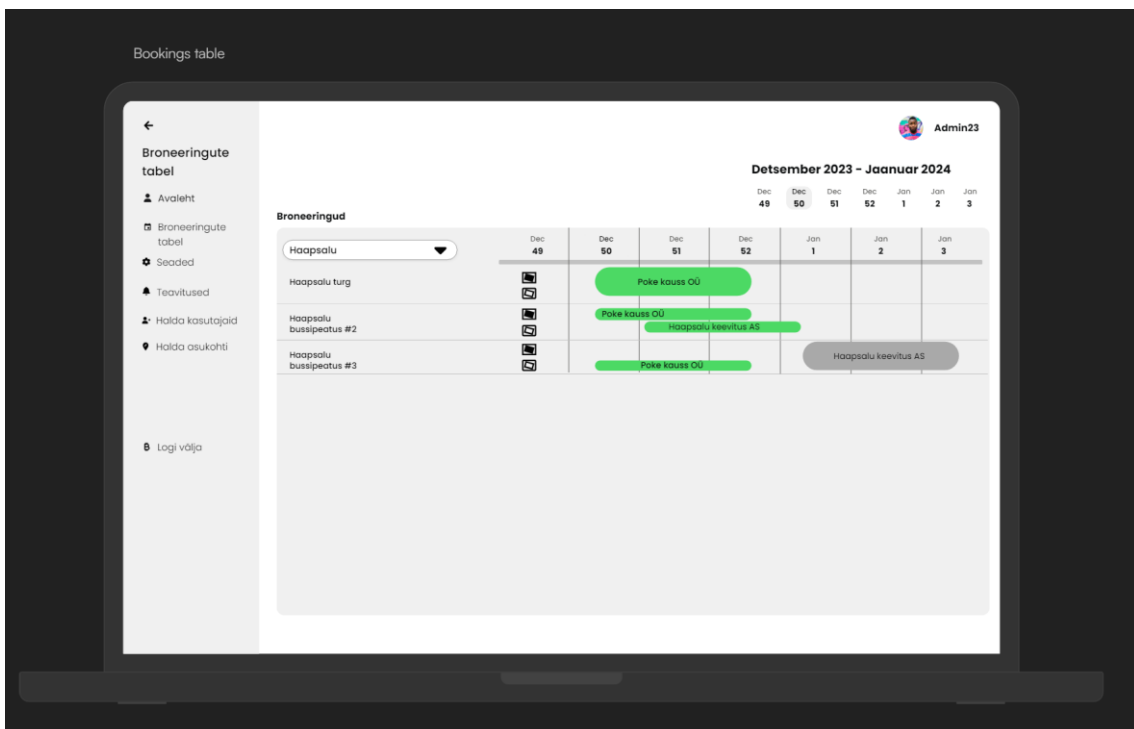 Bookings table
Admin23
Broneeringute
tabel
Avaleht
Broneeringute
tabel
Seaded
Teavitused
Halda kasutajaid
Halda asukohti
Logi välja
Detsember 2023 - Jaanuar 2024
Dec Dec Dec Dec Jan Jan Jan
49 50 51 52 1 2 3
Broneeringud
Haapsalu
Dec Dec Dec Dec Jan Jan Jan
49 50 51 52 1 2 3
Haapsalu turg
Poke kauss OÜ
Haapsalu
bussipeatus #2
Poke kauss OÜ
Haapsalu keevitus AS
Haapsalu
bussipeatus #3
Haapsalu keevitus AS
Poke kauss OÜ